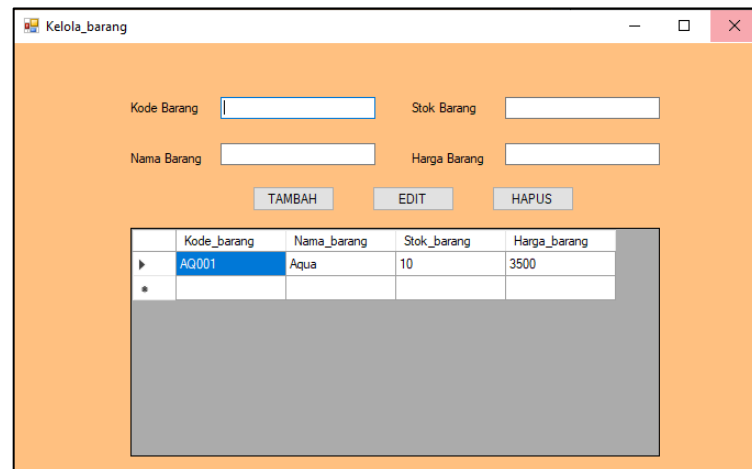 Kelola_barang
Kode Barang Stok Barang
Nama Barang Harga Barang
TAMBAH EDIT HAPUS
Kode_barang Nama_barang Stok_barang Harga_barang
AQ001 Aqua 10 3500